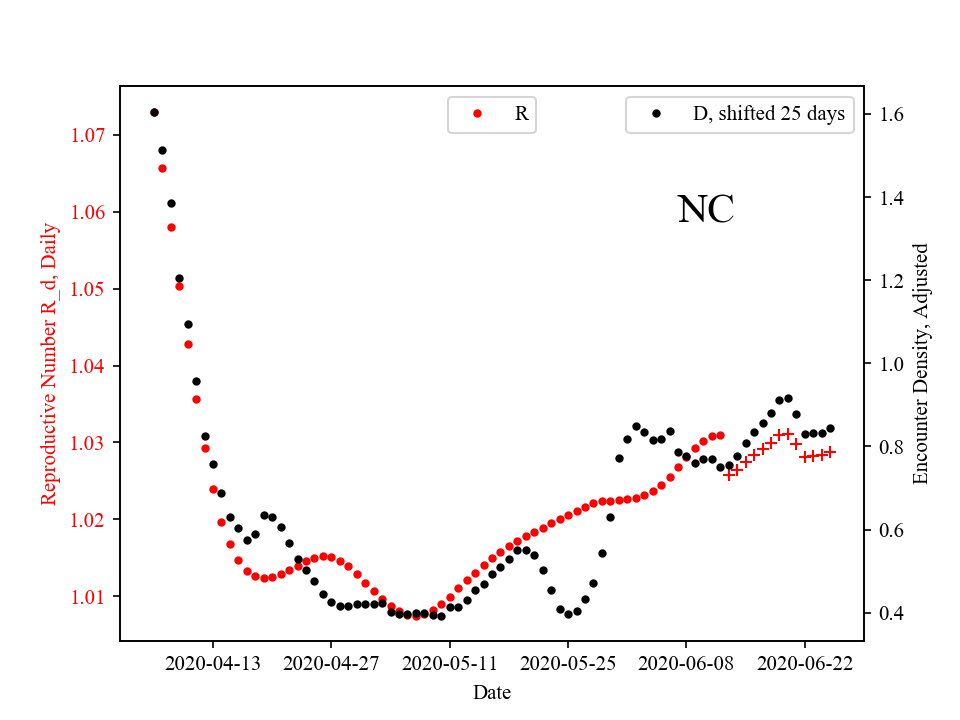 R
D, shifted 25 days
NC
Reproductive Number R_d, Daily
1.07
1.06
1.05
1.04
1.03
1.02
1.01
1.6
1.4
1.2
1.0
0.8
0.6
0.4
Encounter Density, Adjusted
2020-04-13 2020-04-27 2020-05-11 2020-05-25 2020-06-08 2020-06-22
Date